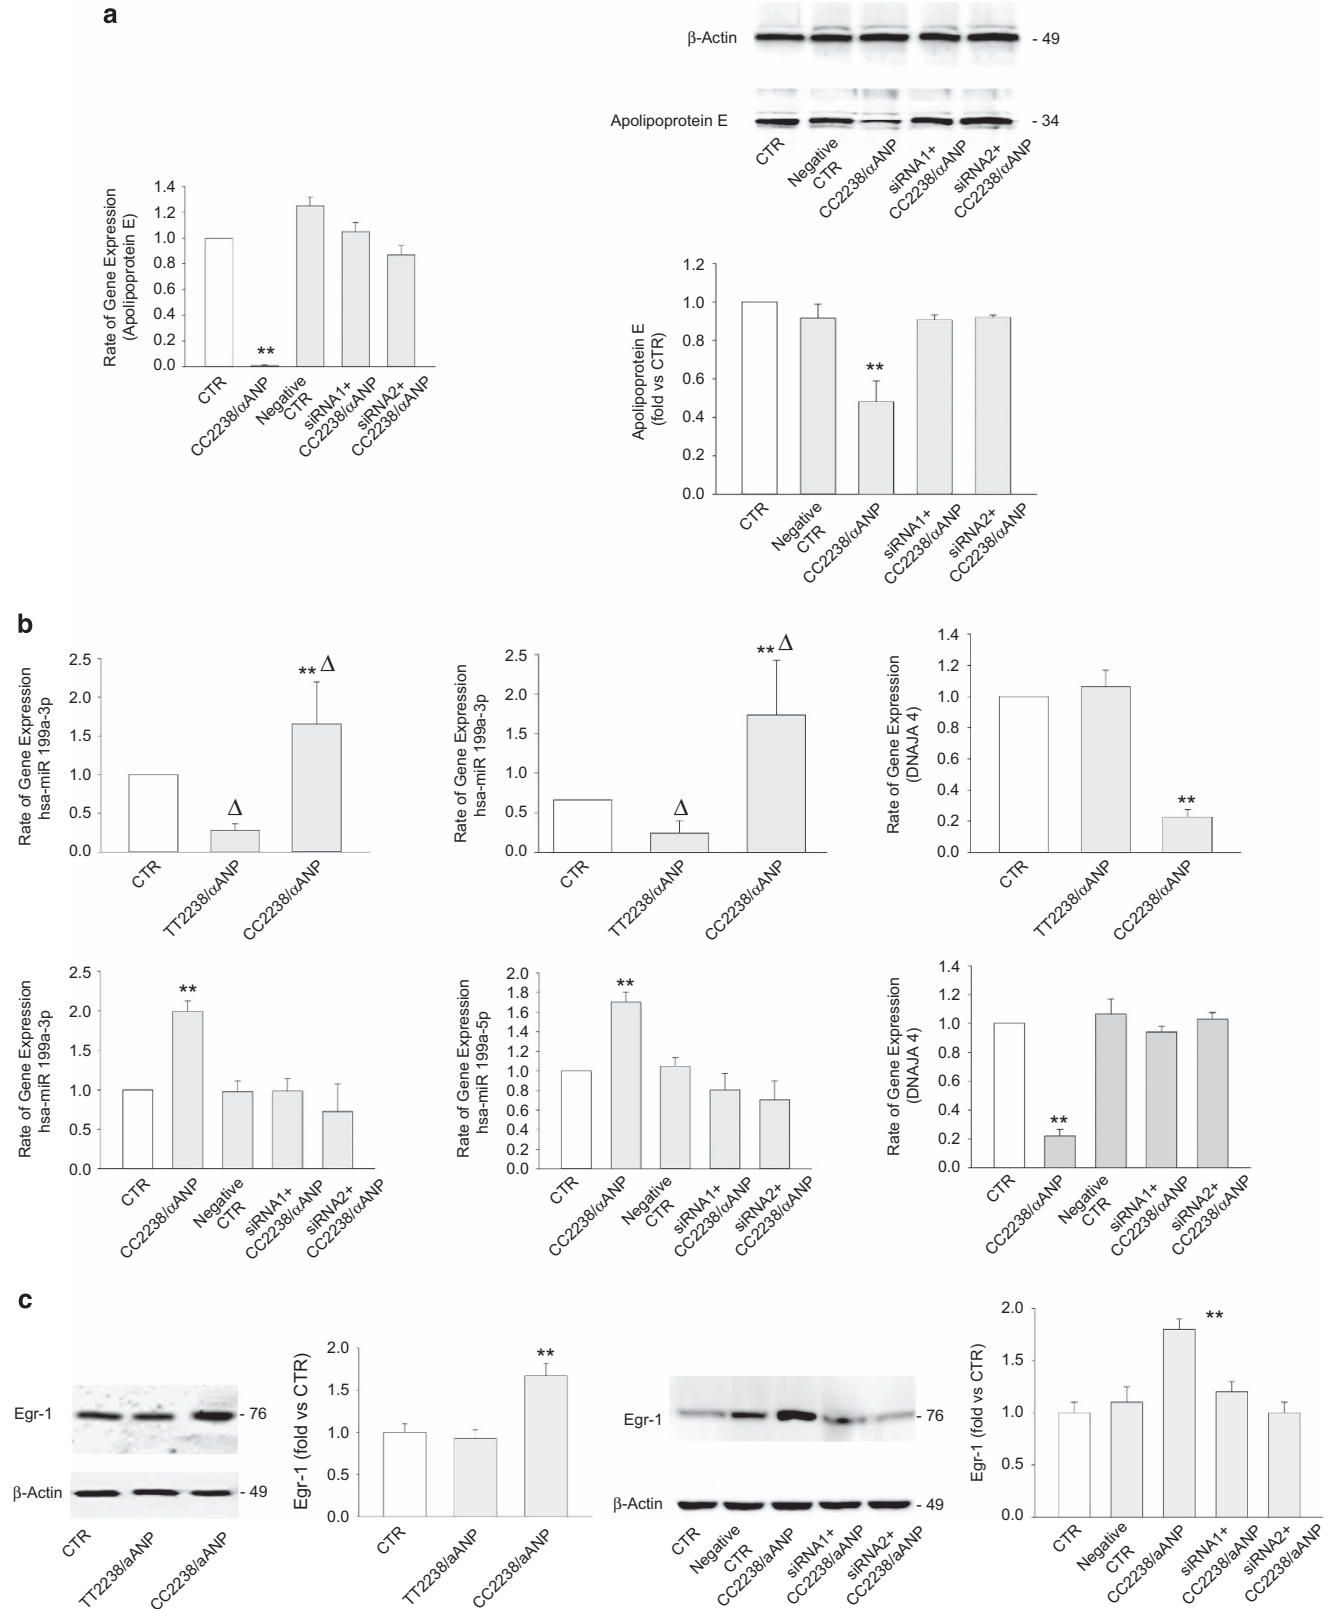 a
β-Actin
- 49
Apolipoprotein E
- 34
CTR
Negative
CTR
CC2238/αANP
siRNA1+
CC2238/αANP
siRNA2+
CC2238/αANP
Rate of Gene Expression
(Apolipoprotein E)
1.4
1.2
1.0
0.8
0.6
0.4
0.2
0.0
**
CTR
CC2238/αANP
Negative
CTR
siRNA1+
CC2238/αANP
siRNA2+
CC2238/αANP
Apolipoprotein E
(fold vs CTR)
1.2
1.0
0.8
0.6
0.4
0.2
0.0
**
CTR
Negative
CTR
CC2238/αANP
siRNA1+
CC2238/αANP
siRNA2+
CC2238/αANP
b
Rate of Gene Expression
hsa-miR 199a-3p
2.5
2.0
1.5
1.0
0.5
0.0
Δ
** Δ
CTR
TT2238/αANP
CC2238/αANP
Rate of Gene Expression
hsa-miR 199a-3p
2.5
2.0
1.5
1.0
0.5
0.0
Δ
** Δ
CTR
TT2238/αANP
CC2238/αANP
Rate of Gene Expression
(DNAJA 4)
1.4
1.2
1.0
0.8
0.6
0.4
0.2
0.0
**
CTR
TT2238/αANP
CC2238/αANP
Rate of Gene Expression
hsa-miR 199a-3p
2.5
2.0
1.5
1.0
0.5
0.0
**
CTR
CC2238/αANP
Negative
CTR
siRNA1+
CC2238/αANP
siRNA2+
CC2238/αANP
Rate of Gene Expression
hsa-miR 199a-5p
2.0
1.8
1.6
1.4
1.2
1.0
0.8
0.6
0.4
0.2
0.0
**
CTR
CC2238/αANP
Negative
CTR
siRNA1+
CC2238/αANP
siRNA2+
CC2238/αANP
Rate of Gene Expression
(DNAJA 4)
1.4
1.2
1.0
0.8
0.6
0.4
0.2
0.0
**
CTR
CC2238/αANP
Negative
CTR
siRNA1+
CC2238/αANP
siRNA2+
CC2238/αANP
c
Egr-1
- 76
β-Actin
- 49
CTR
TT2238/aANP
CC2238/aANP
Egr-1 (fold vs CTR)
2.0
1.5
1.0
0.5
0.0
**
CTR
TT2238/aANP
CC2238/aANP
Egr-1
- 76
β-Actin
- 49
CTR
Negative
CTR
CC2238/aANP
siRNA1+
CC2238/aANP
siRNA2+
CC2238/aANP
Egr-1 (fold vs CTR)
2.0
1.5
1.0
0.5
0.0
**
CTR
Negative
CTR
CC2238/aANP
siRNA1+
CC2238/aANP
siRNA2+
CC2238/aANP